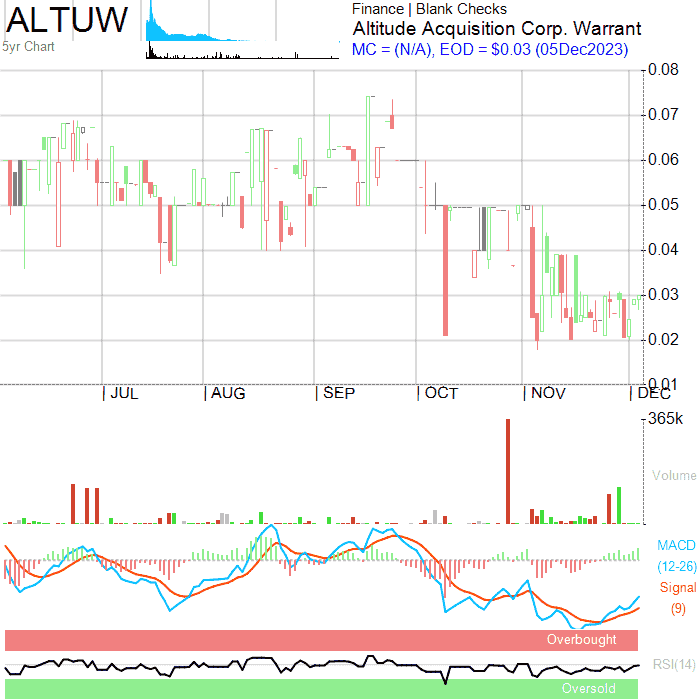 ALTUW
5yr Chart
Finance | Blank Checks
Altitude Acquisition Corp. Warrant
MC = (N/A), EOD = $0.03 (05Dec2023)
0.08
0.07
0.06
0.05
0.04
0.03
0.02
0.01
| JUL | AUG | SEP | OCT | NOV | DEC
365k
Volume
MACD
(12-26)
Signal
(9)
Overbought
RSI(14)
Oversold